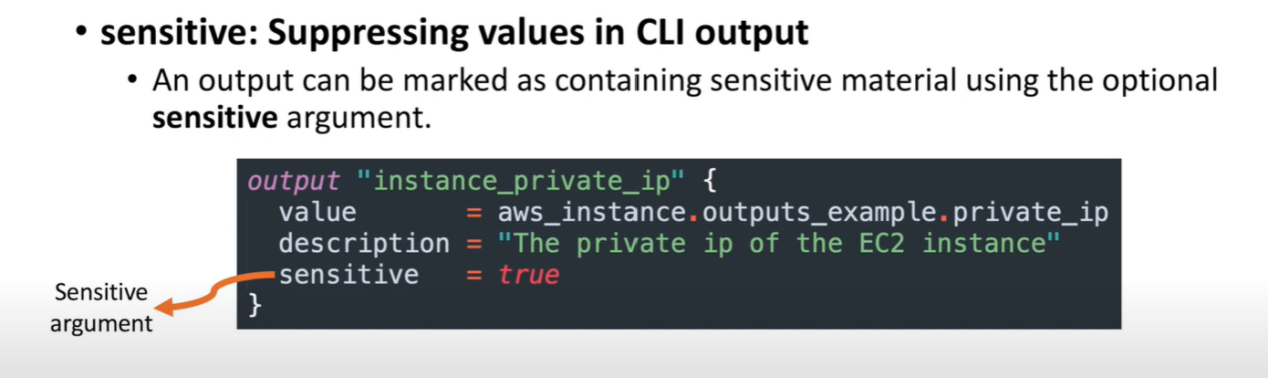 • sensitive: Suppressing values in CLI output
• An output can be marked as containing sensitive material using the optional
sensitive argument.
output "instance_private_ip" {
  value       = aws_instance.outputs_example.private_ip
  description = "The private ip of the EC2 instance"
  sensitive   = true
}
Sensitive
argument